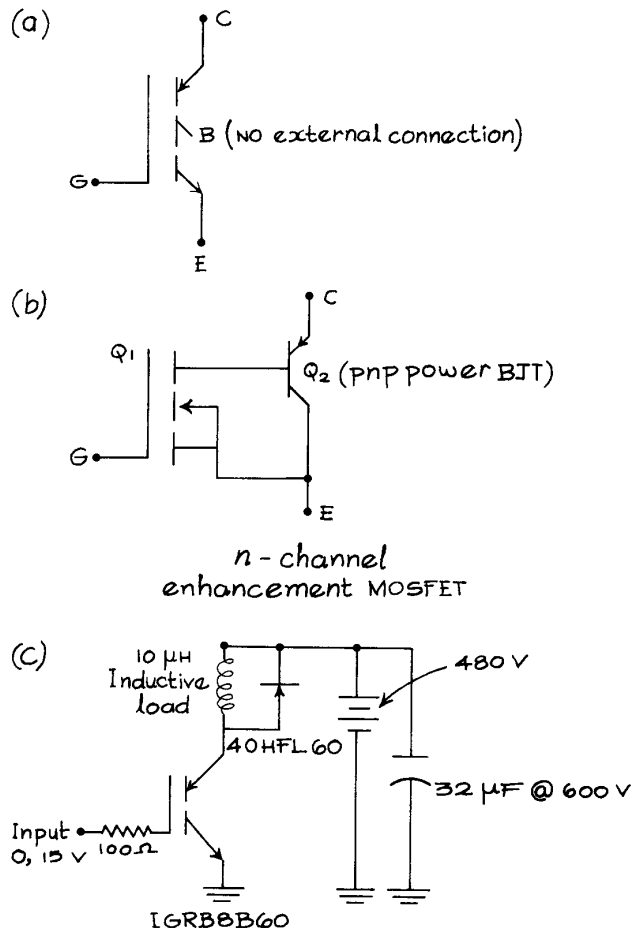 (a)
C
B (NO external connection)
G
E
(b)
C
Q1
Q2 (pnp power BJT)
G
E
n - channel
enhancement MOSFET
(C)
10 µH
Inductive
load
480 V
40HFL60
32 µF @ 600 V
Input
0, 15 V
100Ω
IGRB8B60